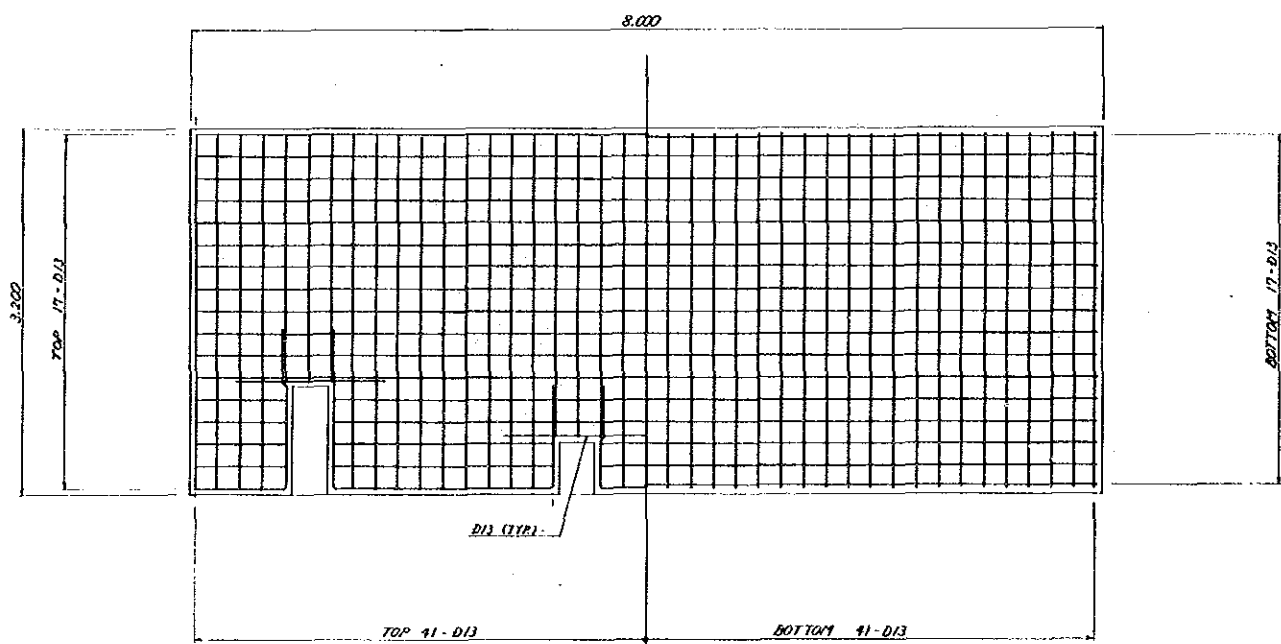 8.000
3.200
TOP 17-D13
BOTTOM 17-D13
D13 (TYP.)
TOP 41-D13
BOTTOM 41-D13